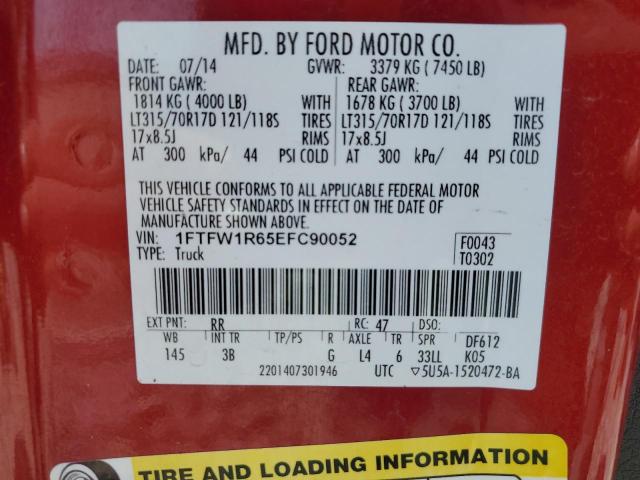 MFD. BY FORD MOTOR CO.
DATE: 07/14 GVWR: 3379 KG ( 7450 LB)
FRONT GAWR: REAR GAWR:
1814 KG ( 4000 LB) WITH 1678 KG ( 3700 LB) WITH
LT315/70R17D 121/118S TIRES LT315/70R17D 121/118S TIRES
17x8.5J RIMS 17x8.5J RIMS
AT 300 kPa/ 44 PSI COLD AT 300 kPa/ 44 PSI COLD
THIS VEHICLE CONFORMS TO ALL APPLICABLE FEDERAL MOTOR
VEHICLE SAFETY STANDARDS IN EFFECT ON THE DATE OF
MANUFACTURE SHOWN ABOVE.
VIN: 1FTFW1R65EFC90052 F0043
TYPE: Truck T0302
EXT PNT: RR RC: 47 DSO:
WB INT TR TP/PS R AXLE TR SPR DF612
145 3B G L4 6 33LL K05
2201407301946 UTC ▽5U5A-1520472-BA
TIRE AND LOADING INFORMATION